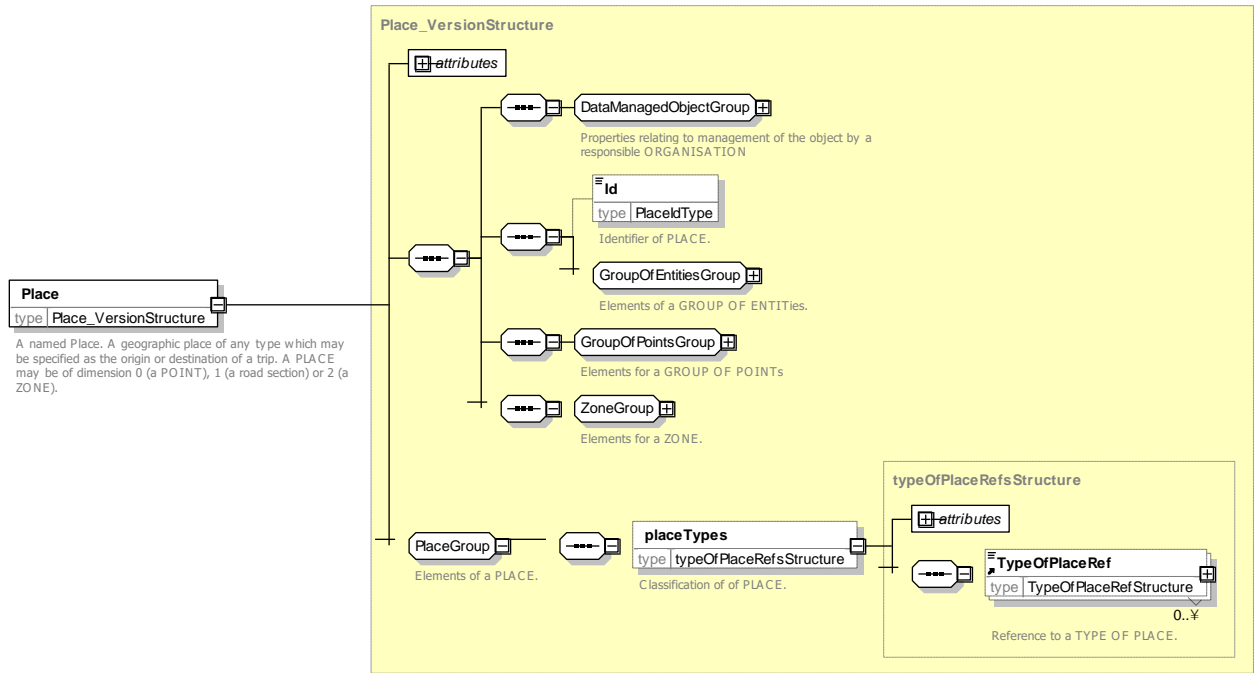 Place_VersionStructure
attributes
DataManagedObjectGroup
Properties relating to management of the object by a
responsible ORGANISATION
Id
type PlaceIdType
Identifier of PLACE.
GroupOfEntitiesGroup
Elements of a GROUP OF ENTITies.
Place
type Place_VersionStructure
A named Place. A geographic place of any type which may
be specified as the origin or destination of a trip. A PLACE
may be of dimension 0 (a POINT), 1 (a road section) or 2 (a
ZONE).
GroupOfPointsGroup
Elements for a GROUP OF POINTs
ZoneGroup
Elements for a ZONE.
typeOfPlaceRefsStructure
attributes
PlaceGroup
Elements of a PLACE.
placeTypes
type typeOfPlaceRefsStructure
Classification of of PLACE.
TypeOfPlaceRef
type TypeOfPlaceRefStructure
0..¥
Reference to a TYPE OF PLACE.